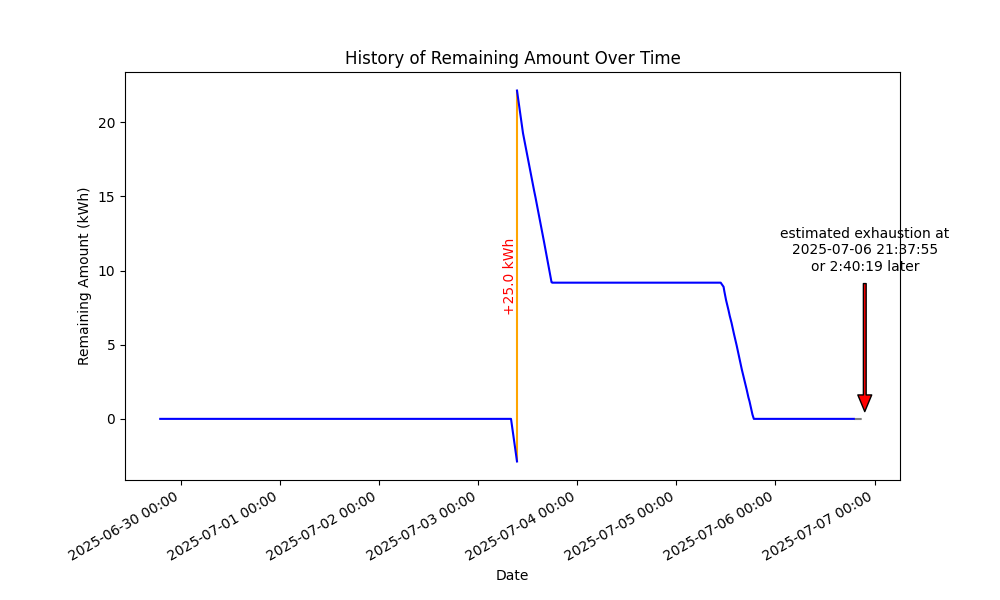 History of Remaining Amount Over Time
Remaining Amount (kWh)
20
15
10
5
0
+25.0 kWh
estimated exhaustion at
2025-07-06 21:37:55
or 2:40:19 later
2025-06-30 00:00
2025-07-01 00:00
2025-07-02 00:00
2025-07-03 00:00
2025-07-04 00:00
2025-07-05 00:00
2025-07-06 00:00
2025-07-07 00:00
Date